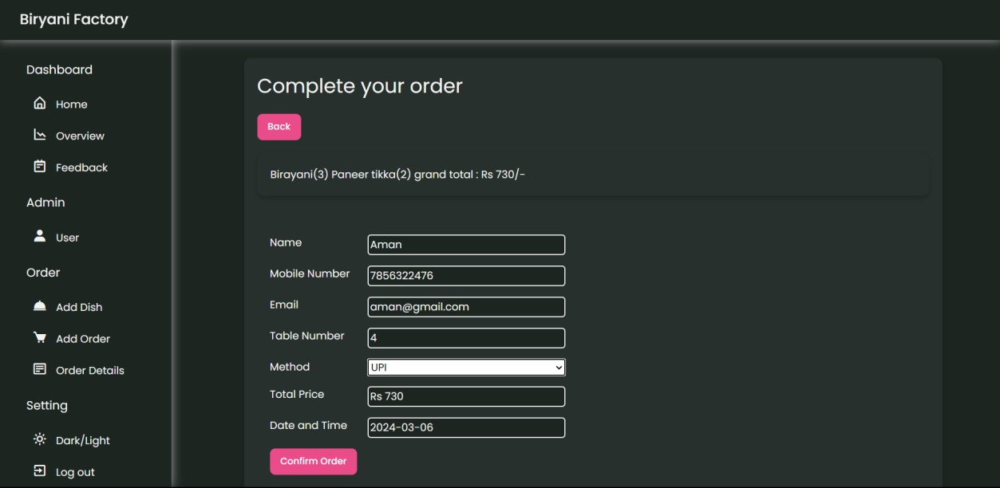 Biryani Factory
Dashboard
Home
Overview
Feedback
Admin
User
Order
Add Dish
Add Order
Order Details
Setting
Dark/Light
Log out
Complete your order
Back
Birayani(3) Paneer tikka(2) grand total : Rs 730/-
Name Aman
Mobile Number 7856322476
Email aman@gmail.com
Table Number 4
Method UPI
Total Price Rs 730
Date and Time 2024-03-06
Confirm Order